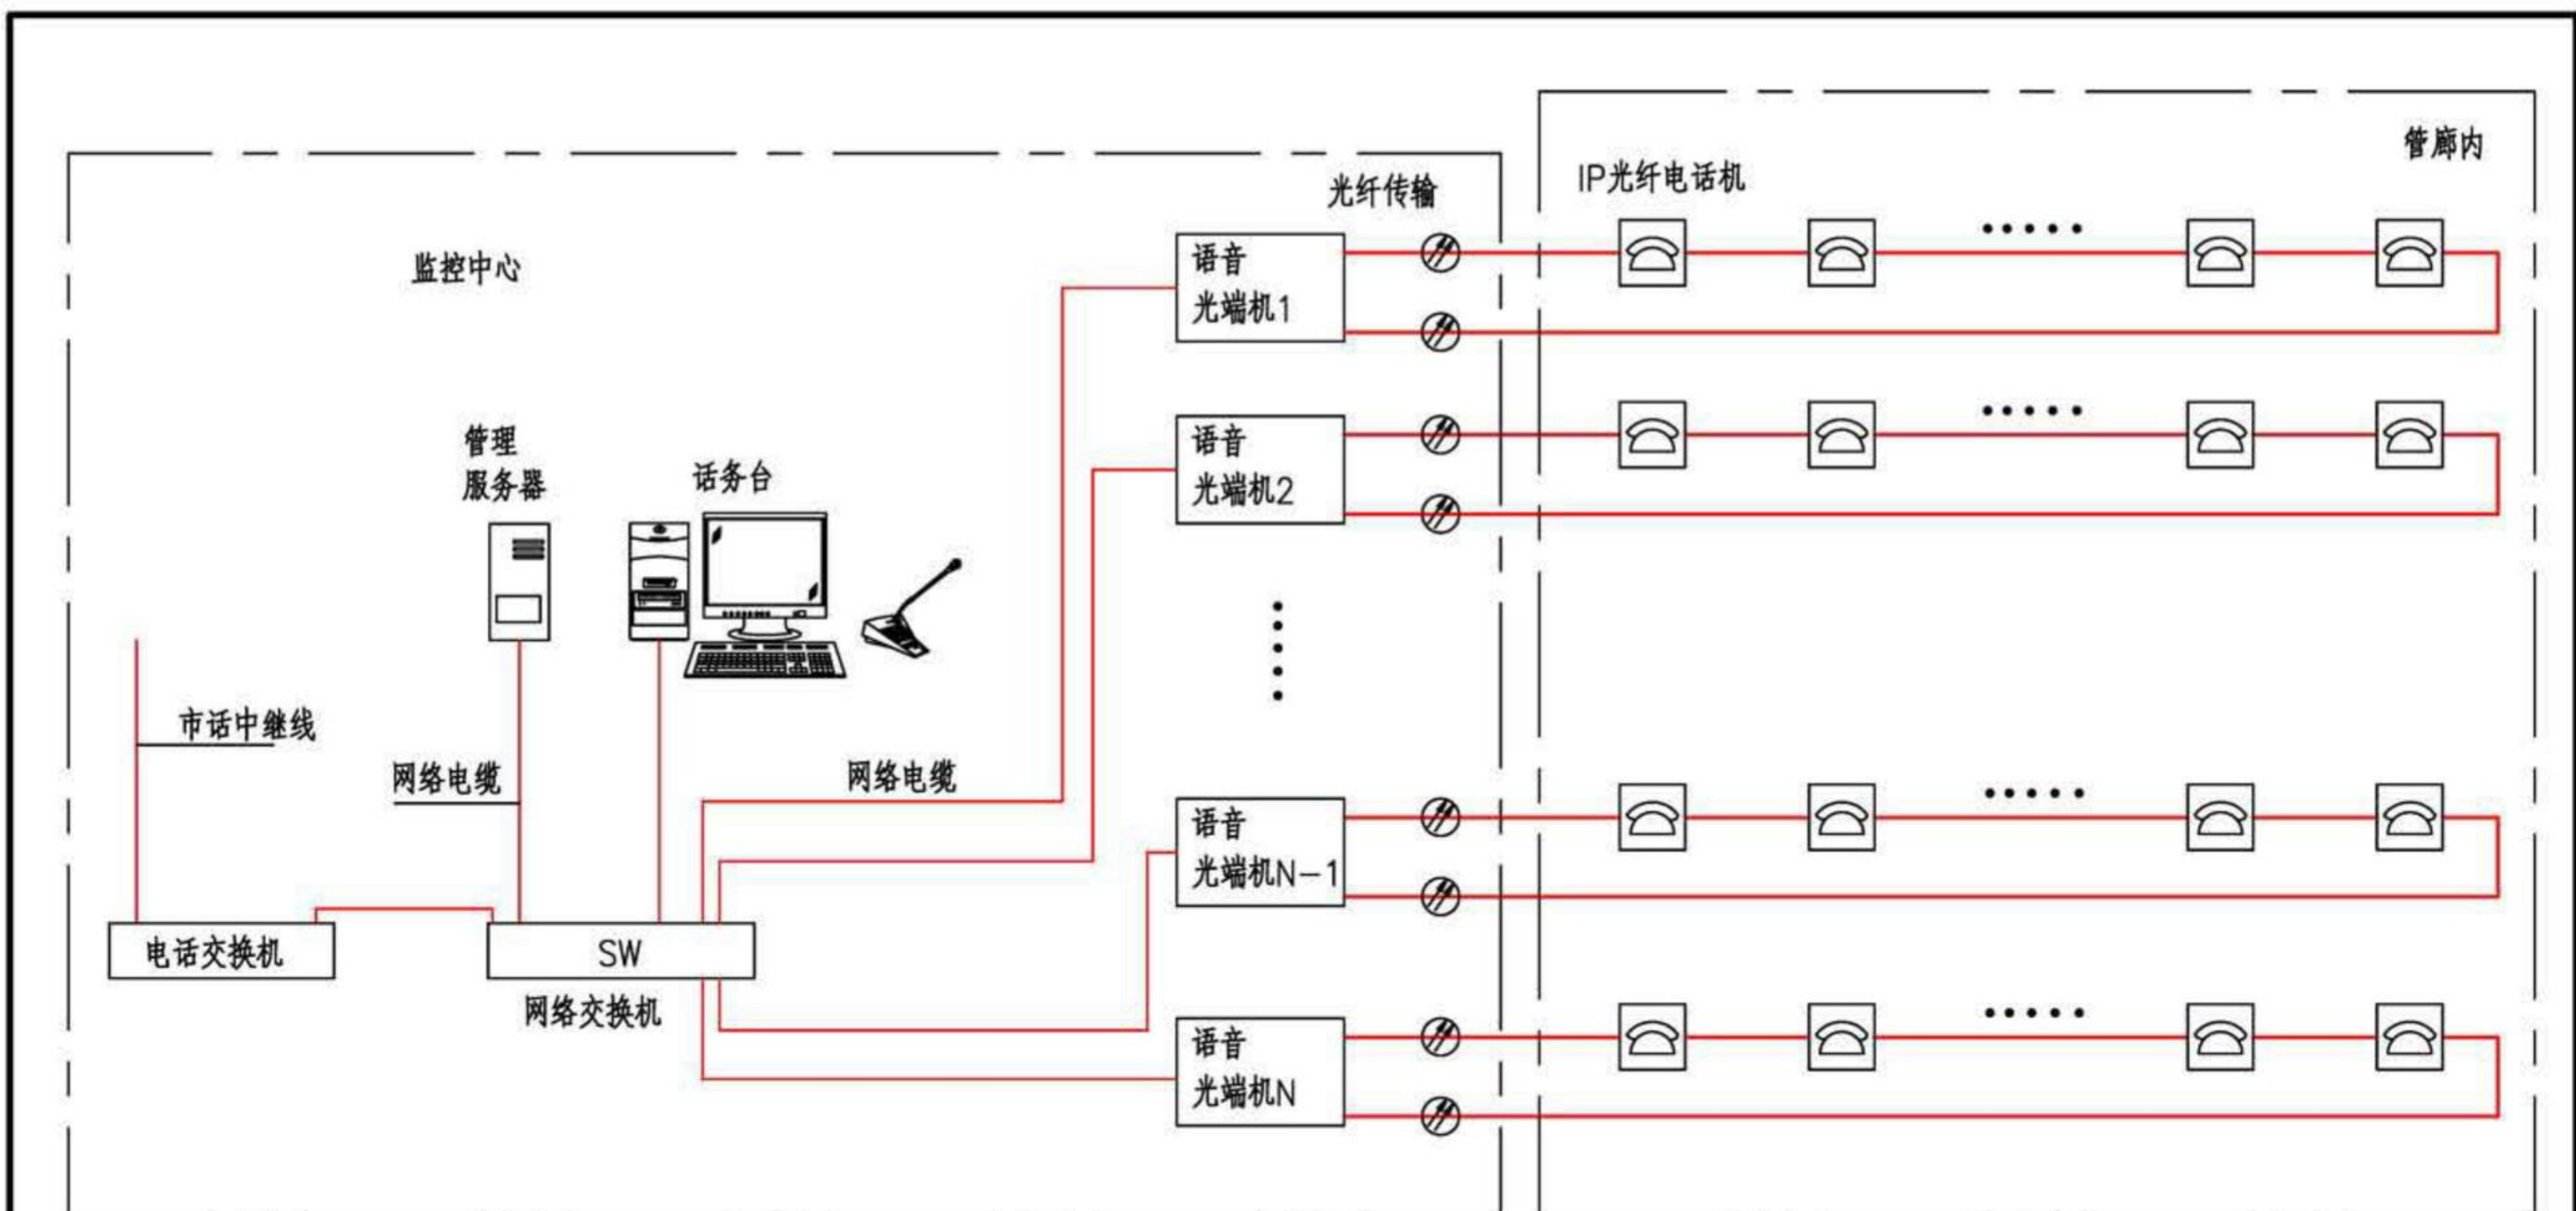 管廊内
IP光纤电话机
光纤传输
监控中心
语音
光端机1
语音
光端机2
管理
服务器
话务台
市话中继线
网络电缆
网络电缆
语音
光端机N-1
电话交换机
SW
网络交换机
语音
光端机N